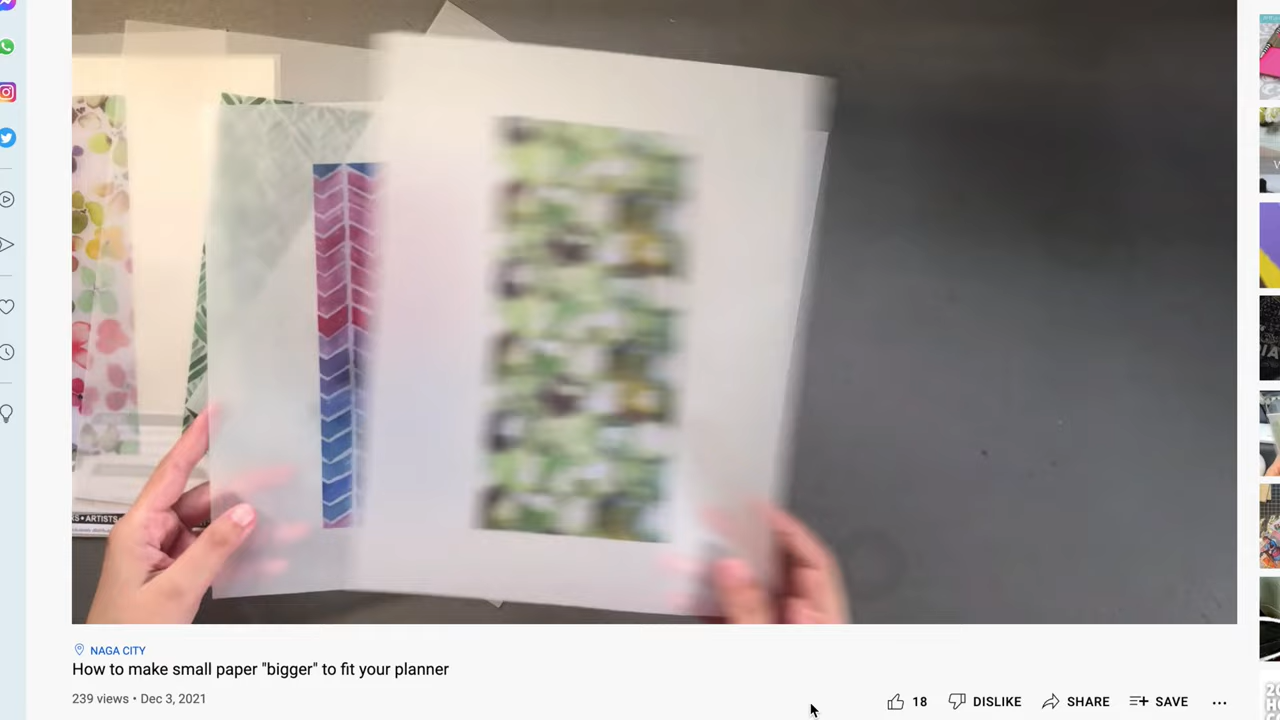 • ARTISTS
NAGA CITY
How to make small paper "bigger" to fit your planner
239 views • Dec 3, 2021
18
DISLIKE
SHARE
SAVE